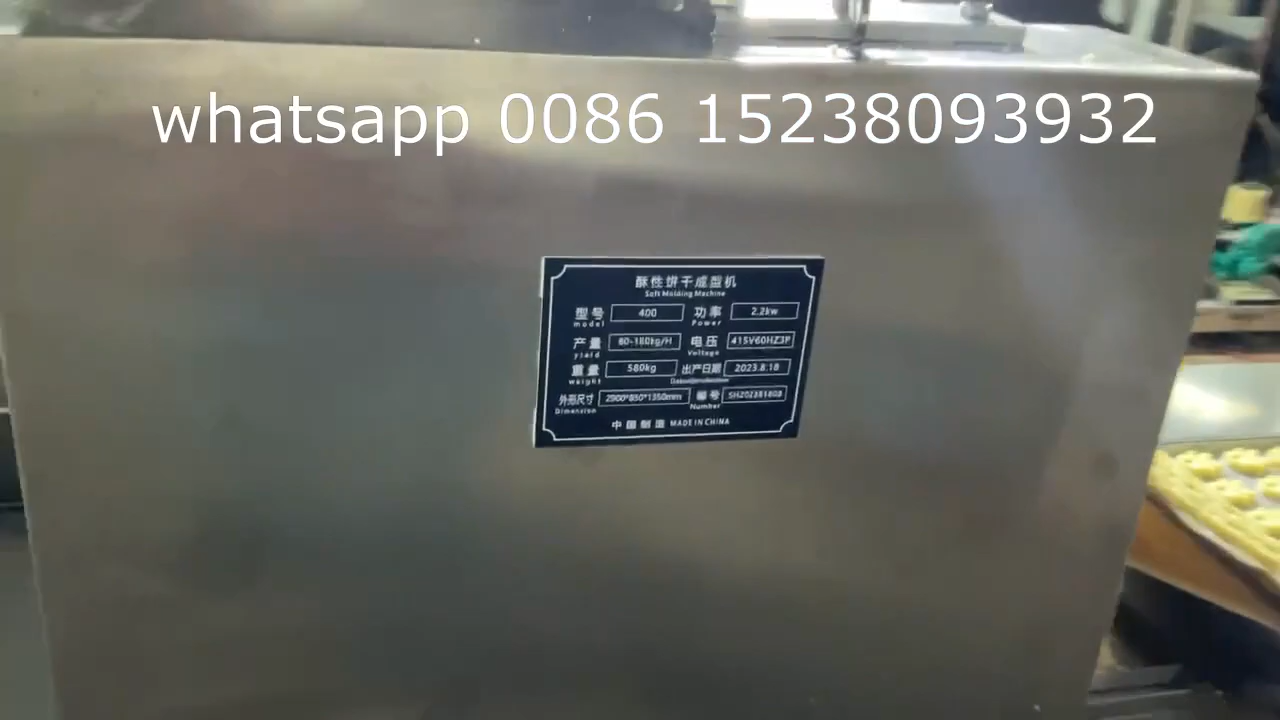 whatsapp 0086 15238093932
酥性饼干成型机
Soft Molding Machine
型号 400 功率 2.2kw
model Power
产量 60-180kg/H 电压 415V60HZ3P
yield Voltage
重量 580kg 出产日期 2023.8.18
weight
外形尺寸 2900*850*1350mm 编号
Dimension Number
中国制造 MADE IN CHINA